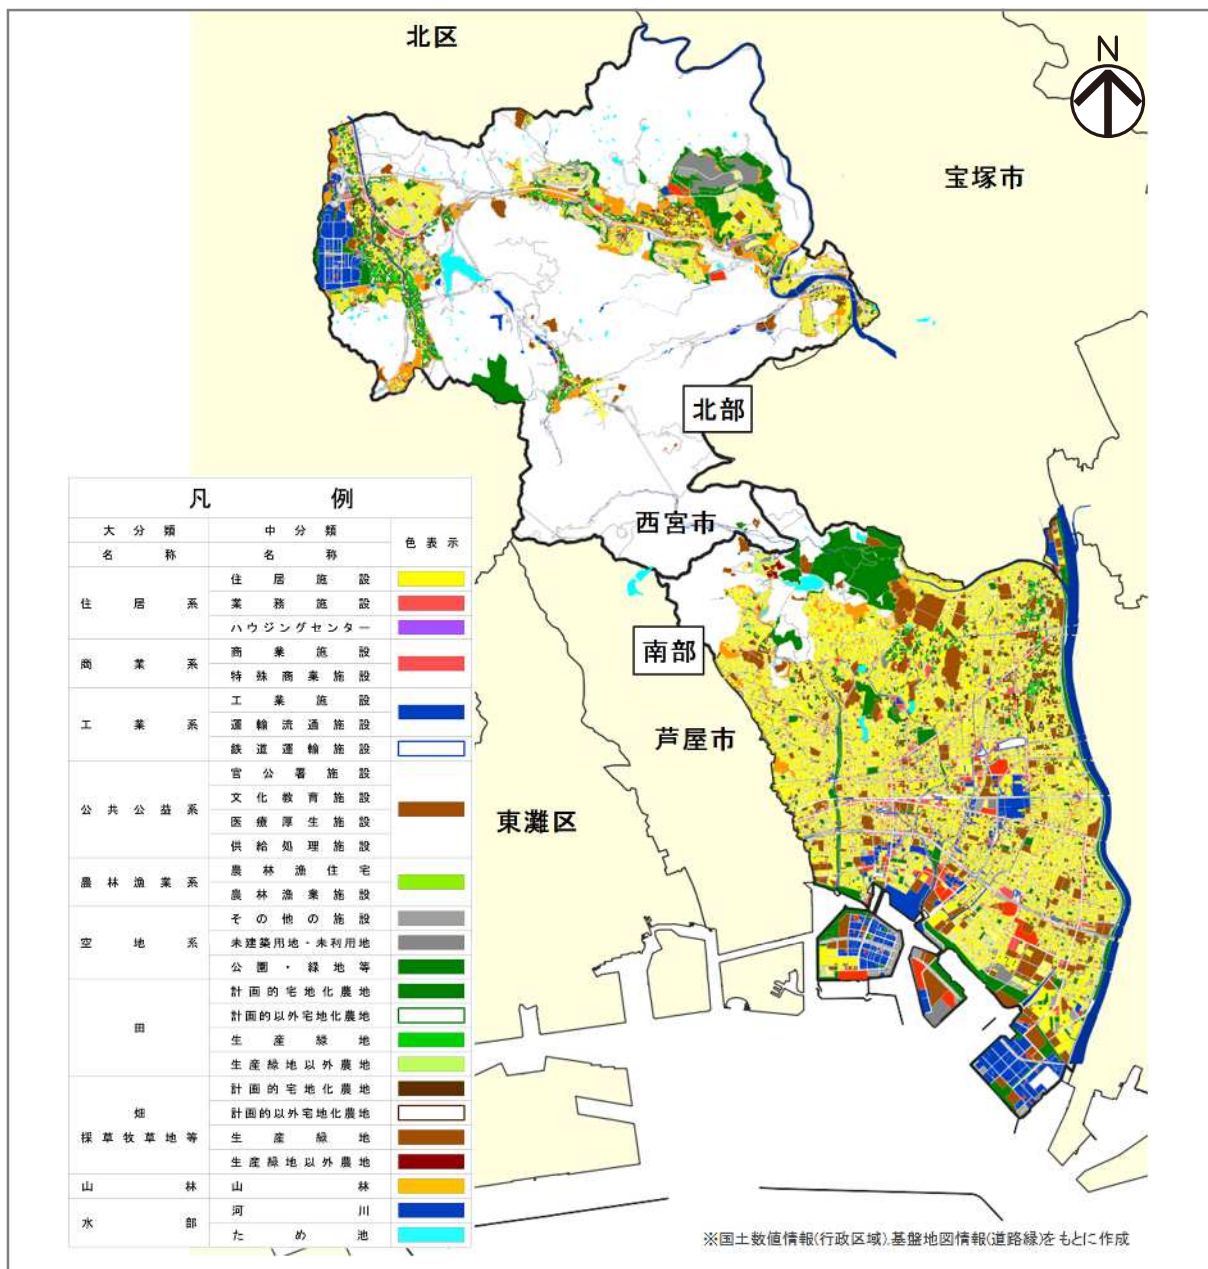 北区
N
宝塚市
北部
西宮市
南部
芦屋市
東灘区
凡例
大分類 中分類 色表示
名称 名称
住居系
住居施設
業務施設
ハウジングセンター
商業系
商業施設
特殊商業施設
工業系
工業施設
運輸流通施設
鉄道運輸施設
公共公益系
官公署施設
文化教育施設
医療厚生施設
供給処理施設
農林漁業系
農林漁住宅
農林漁業施設
空地系
その他の施設
未建築用地・未利用地
公園・緑地等
田
計画的宅地化農地
計画的以外宅地化農地
生産緑地
生産緑地以外農地
畑
採草牧草地等
計画的宅地化農地
計画的以外宅地化農地
生産緑地
生産緑地以外農地
山林 山林
水部
河川
ため池
※国土数値情報(行政区域),基盤地図情報(道路縁)をもとに作成